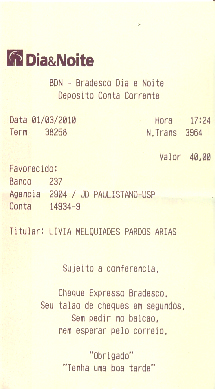 Dia&Noite
BDN - Bradesco Dia e Noite
Deposito Conta Corrente
Data 01/03/2010 Hora 17:24
Term 38258 N.Trans 3964
Valor 40,00
Favorecido:
Banco 237
Agencia 2904 / JD PAULISTANO-USP
Conta 14934-9
Titular: LIVIA MELQUIADES PARDOS ARIAS
Sujeito a conferencia.
Cheque Expresso Bradesco.
Seu talao de cheques em segundos.
Sem pedir no balcao,
nem esperar pelo correio.
"Obrigado"
"Tenha uma boa tarde"